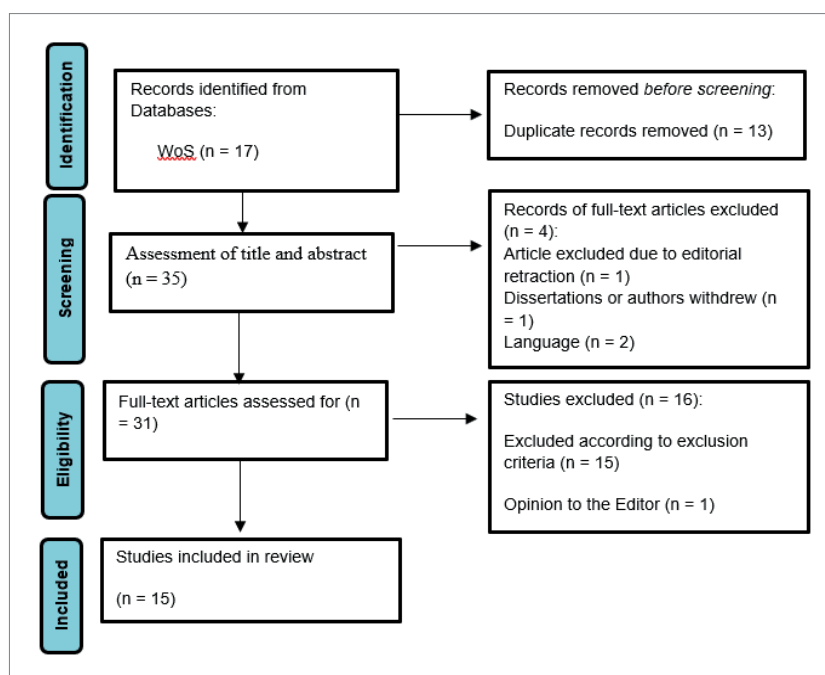 Identification
Records identified from
Databases:
WoS (n = 17)
Records removed before screening:
Duplicate records removed (n = 13)
Screening
Assessment of title and abstract
(n = 35)
Records of full-text articles excluded
(n = 4):
Article excluded due to editorial
retraction (n = 1)
Dissertations or authors withdrew (n
= 1)
Language (n = 2)
Eligibility
Full-text articles assessed for (n
= 31)
Studies excluded (n = 16):
Excluded according to exclusion
criteria (n = 15)
Opinion to the Editor (n = 1)
Included
Studies included in review
(n = 15)